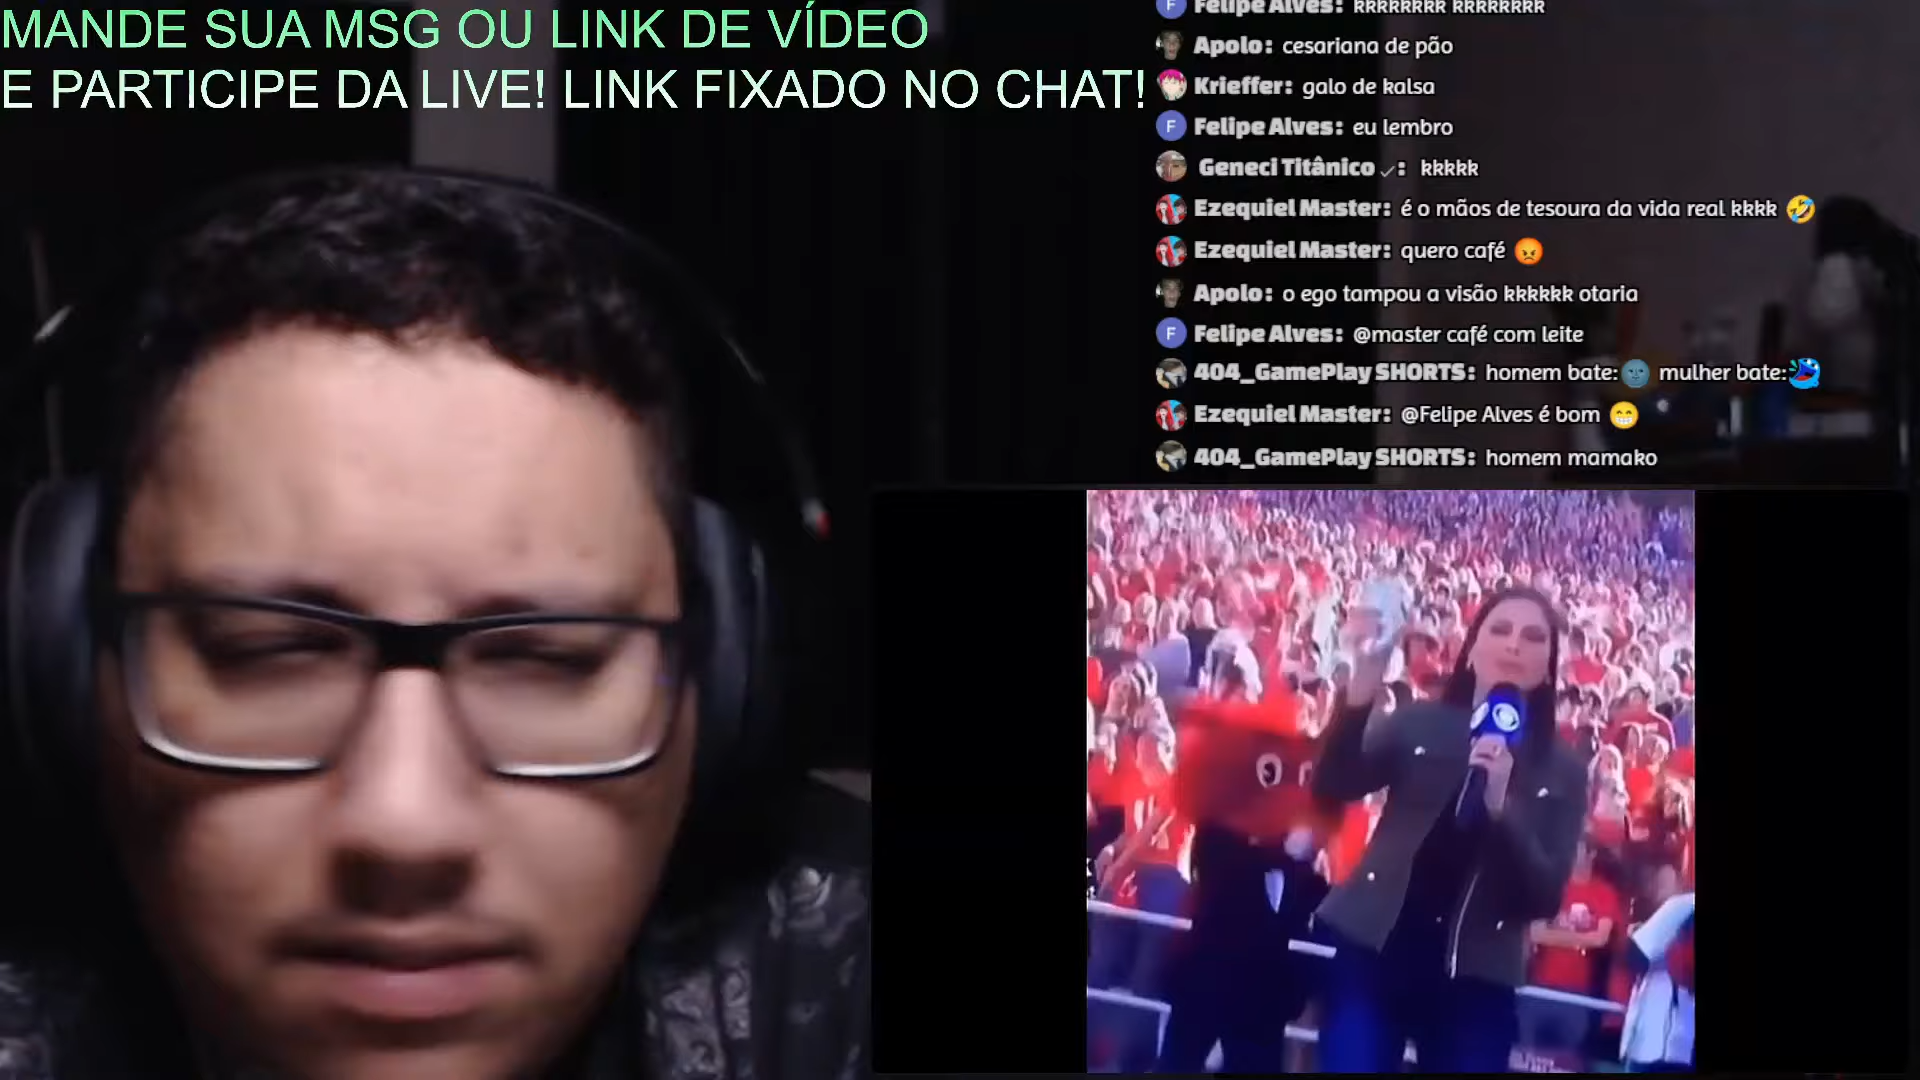 MANDE SUA MSG OU LINK DE VÍDEO
E PARTICIPE DA LIVE! LINK FIXADO NO CHAT!
Felipe Alves: kkkkkkkk kkkkkkkk
Apolo: cesariana de pão
Krieffer: galo de kalsa
F Felipe Alves: eu lembro
Geneci Titânico ✓: kkkkk
Ezequiel Master: é o mãos de tesoura da vida real kkkk 🤣
Ezequiel Master: quero café 😡
Apolo: o ego tampou a visão kkkkkk otaria
F Felipe Alves: @master café com leite
404_GamePlay SHORTS: homem bate:🌚 mulher bate:
Ezequiel Master: @Felipe Alves é bom 😁
404_GamePlay SHORTS: homem mamako